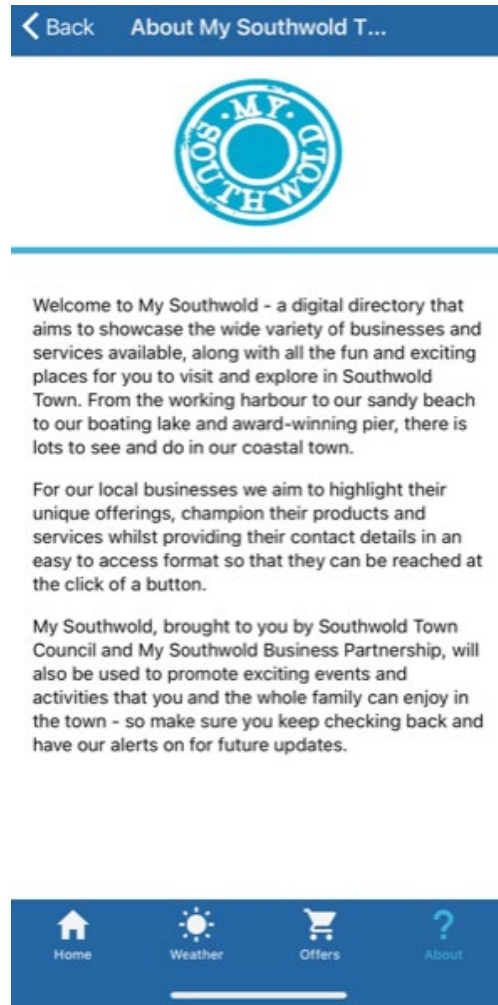 Back About My Southwold T...
· MY ·
SOUTHWOLD
Welcome to My Southwold - a digital directory that
aims to showcase the wide variety of businesses and
services available, along with all the fun and exciting
places for you to visit and explore in Southwold
Town. From the working harbour to our sandy beach
to our boating lake and award-winning pier, there is
lots to see and do in our coastal town.
For our local businesses we aim to highlight their
unique offerings, champion their products and
services whilst providing their contact details in an
easy to access format so that they can be reached at
the click of a button.
My Southwold, brought to you by Southwold Town
Council and My Southwold Business Partnership, will
also be used to promote exciting events and
activities that you and the whole family can enjoy in
the town - so make sure you keep checking back and
have our alerts on for future updates.
Home Weather Offers About